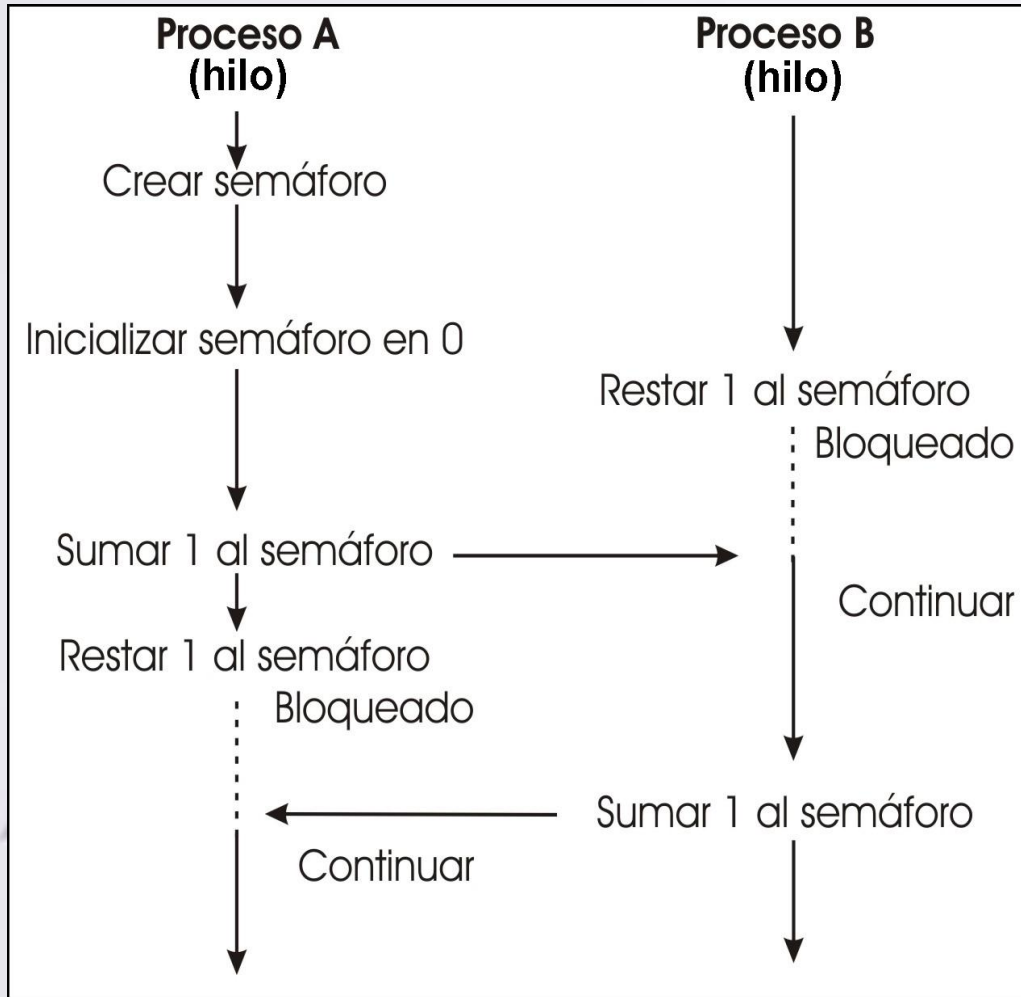 Proceso A
(hilo)
Crear semáforo
Inicializar semáforo en 0
Sumar 1 al semáforo
Restar 1 al semáforo
Bloqueado
Continuar
Proceso B
(hilo)
Restar 1 al semáforo
Bloqueado
Continuar
Sumar 1 al semáforo